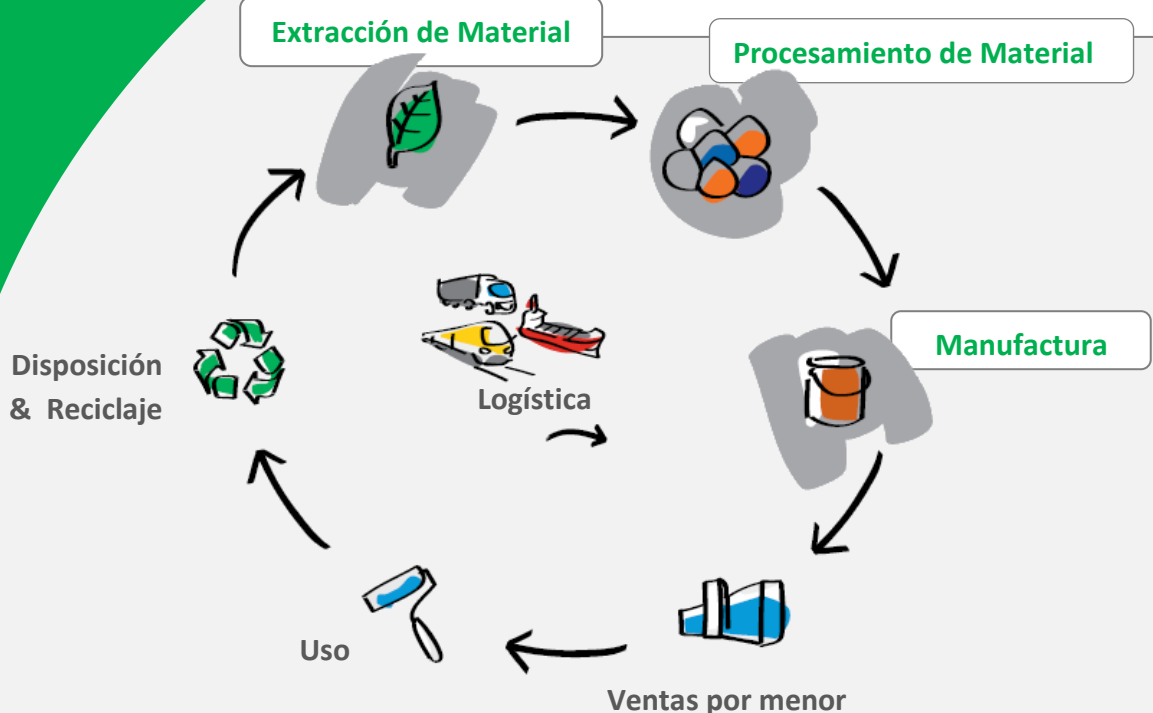 Extracción de Material
Procesamiento de Material
Manufactura
Disposición
& Reciclaje
Logística
Uso
Ventas por menor